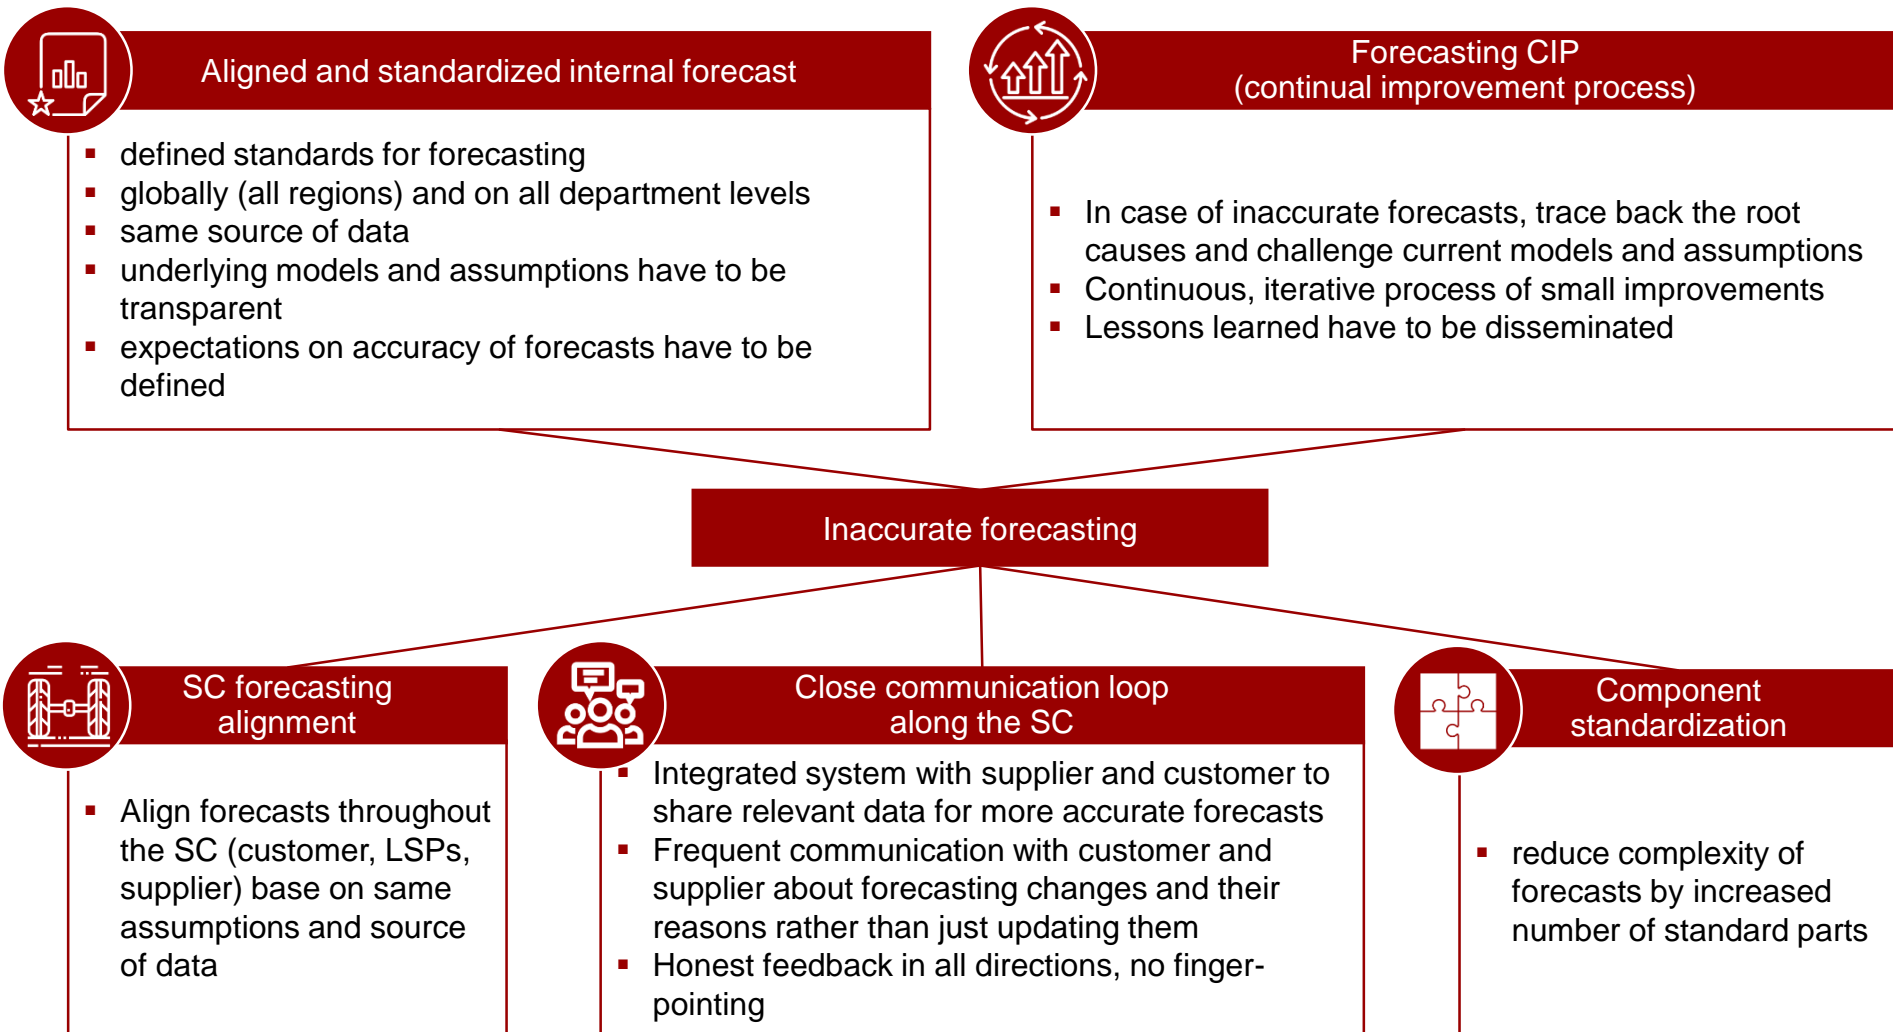 Aligned and standardized internal forecast
▪ defined standards for forecasting
▪ globally (all regions) and on all department levels
▪ same source of data
▪ underlying models and assumptions have to be
transparent
▪ expectations on accuracy of forecasts have to be
defined
Forecasting CIP
(continual improvement process)
▪ In case of inaccurate forecasts, trace back the root
causes and challenge current models and assumptions
▪ Continuous, iterative process of small improvements
▪ Lessons learned have to be disseminated
Inaccurate forecasting
SC forecasting
alignment
▪ Align forecasts throughout
the SC (customer, LSPs,
supplier) base on same
assumptions and source
of data
Close communication loop
along the SC
▪ Integrated system with supplier and customer to
share relevant data for more accurate forecasts
▪ Frequent communication with customer and
supplier about forecasting changes and their
reasons rather than just updating them
▪ Honest feedback in all directions, no finger-
pointing
Component
standardization
▪ reduce complexity of
forecasts by increased
number of standard parts